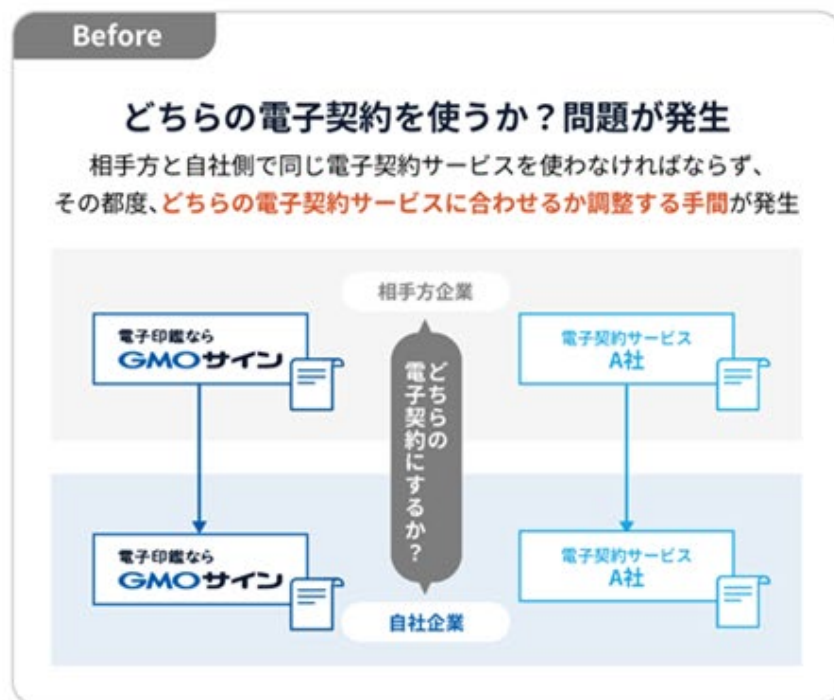 Before
どちらの電子契約を使うか？問題が発生
相手方と自社側で同じ電子契約サービスを使わなければならず、
その都度、どちらの電子契約サービスに合わせるか調整する手間が発生
相手方企業
電子印鑑なら
GMOサイン
電子契約サービス
A社
どちらの
電子契約にするか？
電子印鑑なら
GMOサイン
電子契約サービス
A社
自社企業